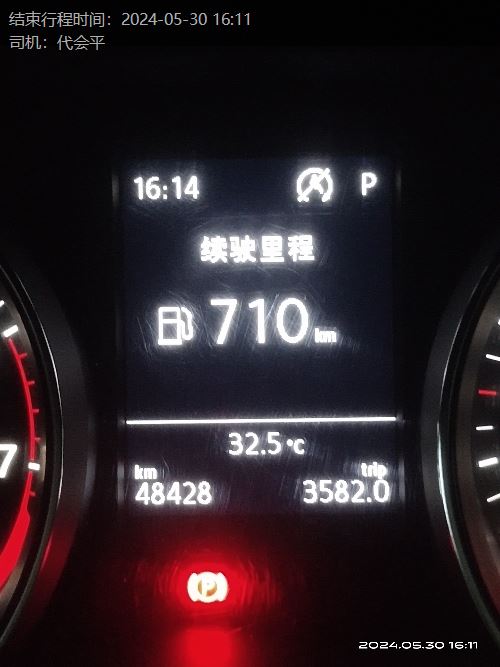 结束行程时间：2024-05-30 16:11
司机：代会平
16:14 P
续驶里程
710 km
32.5°C
km trip
48428 3582.0
7
P
2024.05.30 16:11